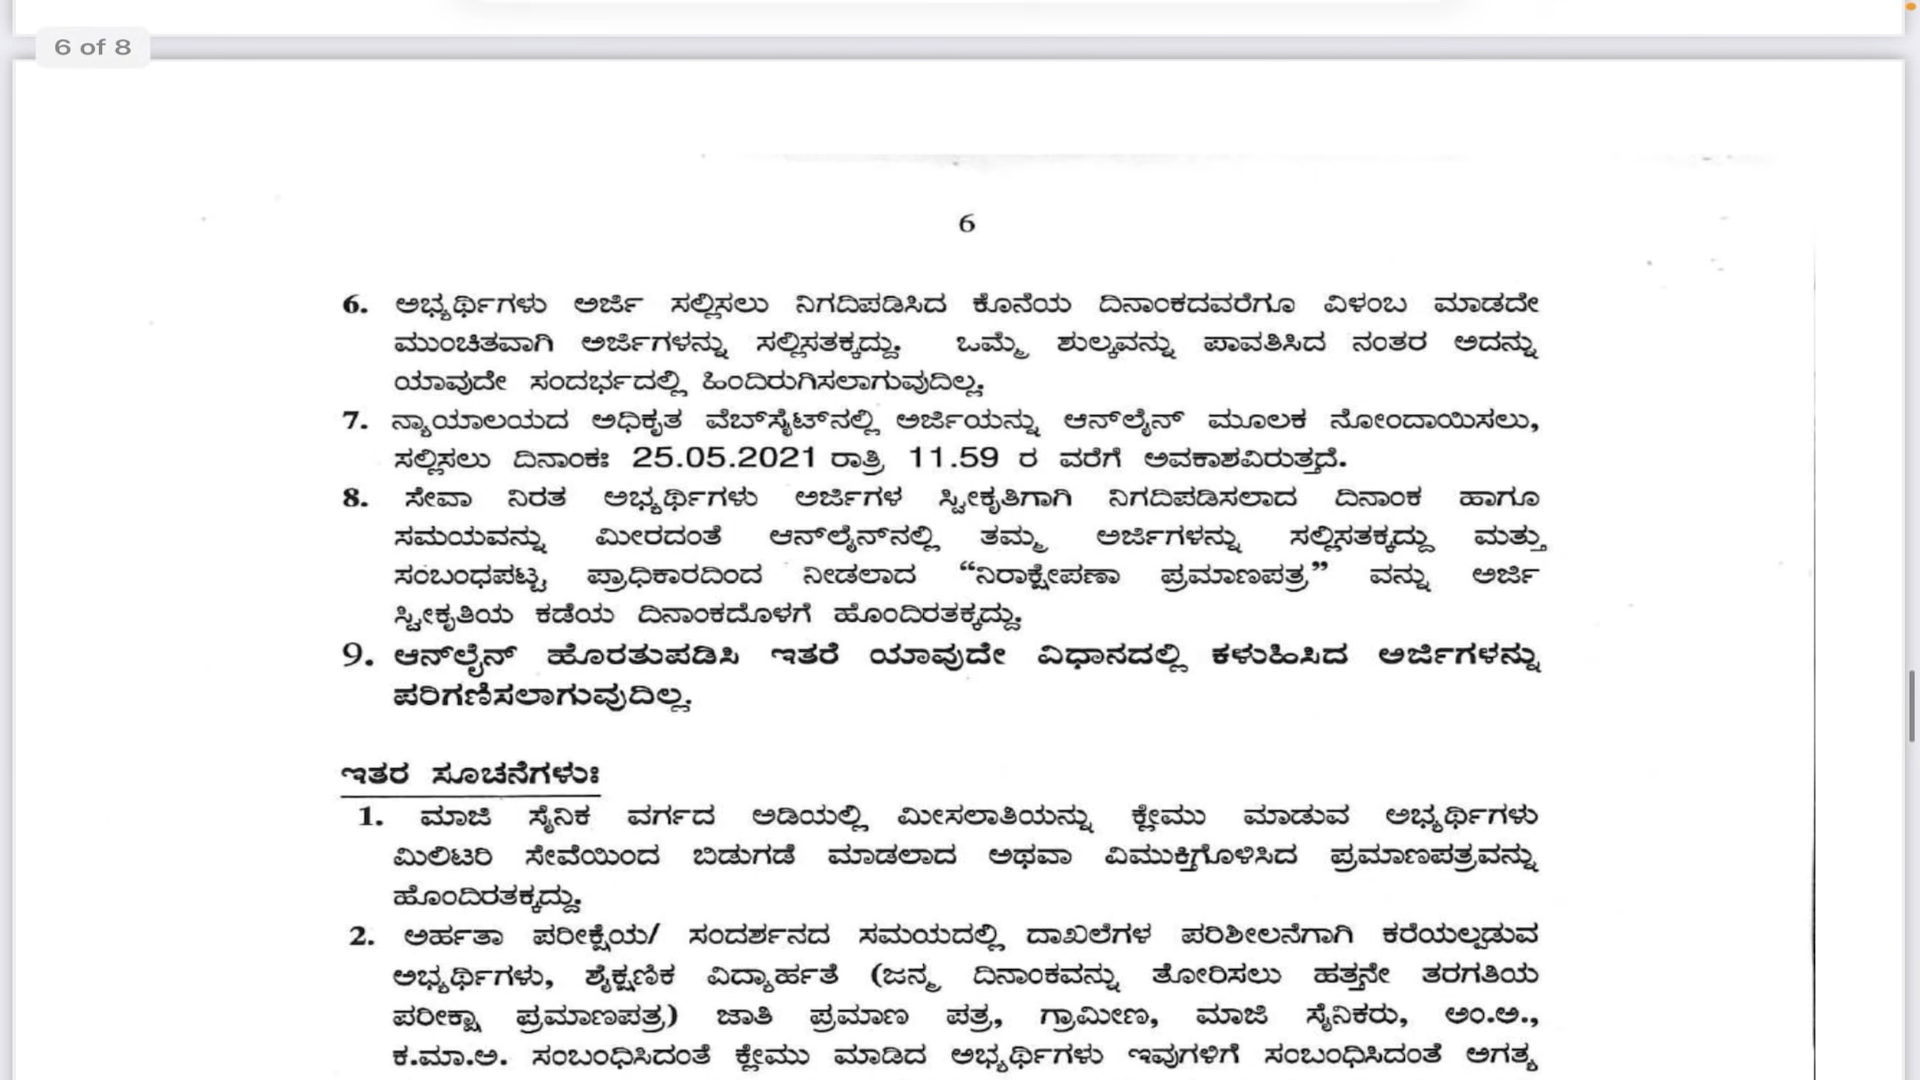 6 of 8
6
6. ಅಭ್ಯರ್ಥಿಗಳು ಅರ್ಜಿ ಸಲ್ಲಿಸಲು ನಿಗದಿಪಡಿಸಿದ ಕೊನೆಯ ದಿನಾಂಕದವರೆಗೂ ವಿಳಂಬ ಮಾಡದೇ
ಮುಂಚಿತವಾಗಿ ಅರ್ಜಿಗಳನ್ನು ಸಲ್ಲಿಸತಕ್ಕದ್ದು. ಒಮ್ಮೆ ಶುಲ್ಕವನ್ನು ಪಾವತಿಸಿದ ನಂತರ ಅದನ್ನು
ಯಾವುದೇ ಸಂದರ್ಭದಲ್ಲಿ ಹಿಂದಿರುಗಿಸಲಾಗುವುದಿಲ್ಲ.
7. ನ್ಯಾಯಾಲಯದ ಅಧಿಕೃತ ವೆಬ್‌ಸೈಟ್‌ನಲ್ಲಿ ಅರ್ಜಿಯನ್ನು ಆನ್‌ಲೈನ್ ಮೂಲಕ ನೋಂದಾಯಿಸಲು,
ಸಲ್ಲಿಸಲು ದಿನಾಂಕಃ 25.05.2021 ರಾತ್ರಿ 11.59 ರ ವರೆಗೆ ಅವಕಾಶವಿರುತ್ತದೆ.
8. ಸೇವಾ ನಿರತ ಅಭ್ಯರ್ಥಿಗಳು ಅರ್ಜಿಗಳ ಸ್ವೀಕೃತಿಗಾಗಿ ನಿಗದಿಪಡಿಸಲಾದ ದಿನಾಂಕ ಹಾಗೂ
ಸಮಯವನ್ನು ಮೀರದಂತೆ ಆನ್‌ಲೈನ್‌ನಲ್ಲಿ ತಮ್ಮ ಅರ್ಜಿಗಳನ್ನು ಸಲ್ಲಿಸತಕ್ಕದ್ದು ಮತ್ತು
ಸಂಬಂಧಪಟ್ಟ ಪ್ರಾಧಿಕಾರದಿಂದ ನೀಡಲಾದ “ನಿರಾಕ್ಷೇಪಣಾ ಪ್ರಮಾಣಪತ್ರ” ವನ್ನು ಅರ್ಜಿ
ಸ್ವೀಕೃತಿಯ ಕಡೆಯ ದಿನಾಂಕದೊಳಗೆ ಹೊಂದಿರತಕ್ಕದ್ದು.
9. ಆನ್‌ಲೈನ್ ಹೊರತುಪಡಿಸಿ ಇತರೆ ಯಾವುದೇ ವಿಧಾನದಲ್ಲಿ ಕಳುಹಿಸಿದ ಅರ್ಜಿಗಳನ್ನು
ಪರಿಗಣಿಸಲಾಗುವುದಿಲ್ಲ.
ಇತರ ಸೂಚನೆಗಳುಃ
1. ಮಾಜಿ ಸೈನಿಕ ವರ್ಗದ ಅಡಿಯಲ್ಲಿ ಮೀಸಲಾತಿಯನ್ನು ಕ್ಲೇಮು ಮಾಡುವ ಅಭ್ಯರ್ಥಿಗಳು
ಮಿಲಿಟರಿ ಸೇವೆಯಿಂದ ಬಿಡುಗಡೆ ಮಾಡಲಾದ ಅಥವಾ ವಿಮುಕ್ತಿಗೊಳಿಸಿದ ಪ್ರಮಾಣಪತ್ರವನ್ನು
ಹೊಂದಿರತಕ್ಕದ್ದು.
2. ಅರ್ಹತಾ ಪರೀಕ್ಷೆಯ/ ಸಂದರ್ಶನದ ಸಮಯದಲ್ಲಿ ದಾಖಲೆಗಳ ಪರಿಶೀಲನೆಗಾಗಿ ಕರೆಯಲ್ಪಡುವ
ಅಭ್ಯರ್ಥಿಗಳು, ಶೈಕ್ಷಣಿಕ ವಿದ್ಯಾರ್ಹತೆ (ಜನ್ಮ ದಿನಾಂಕವನ್ನು ತೋರಿಸಲು ಹತ್ತನೇ ತರಗತಿಯ
ಪರೀಕ್ಷಾ ಪ್ರಮಾಣಪತ್ರ) ಜಾತಿ ಪ್ರಮಾಣ ಪತ್ರ, ಗ್ರಾಮೀಣ, ಮಾಜಿ ಸೈನಿಕರು, ಅಂ.ಅ.,
ಕ.ಮಾ.ಅ. ಸಂಬಂಧಿಸಿದಂತೆ ಕ್ಲೇಮು ಮಾಡಿದ ಅಭ್ಯರ್ಥಿಗಳು ಇವುಗಳಿಗೆ ಸಂಬಂಧಿಸಿದಂತೆ ಅಗತ್ಯ